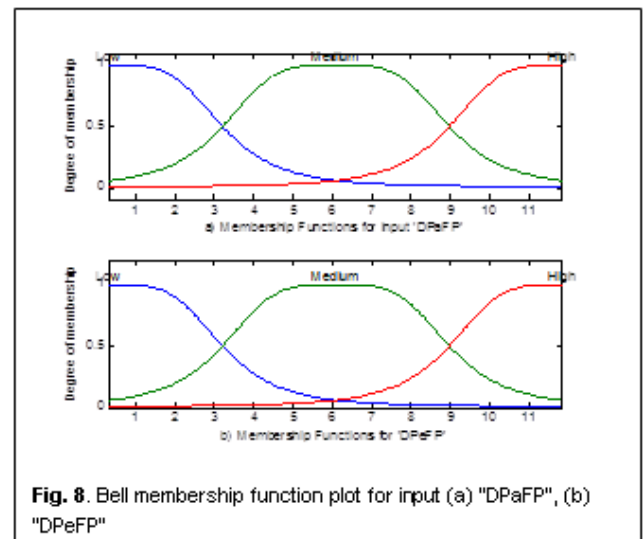 Low Medium High
1
Degree of membership
0.5
0
1 2 3 4 5 6 7 8 9 10 11
a) Membership Functions for Input 'DPeFP'
Low Medium High
1
Degree of membership
0.5
0
1 2 3 4 5 6 7 8 9 10 11
b) Membership Functions for 'DPeFP'
Fig. 8. Bell membership function plot for input (a) "DPaFP", (b)
"DPeFP"